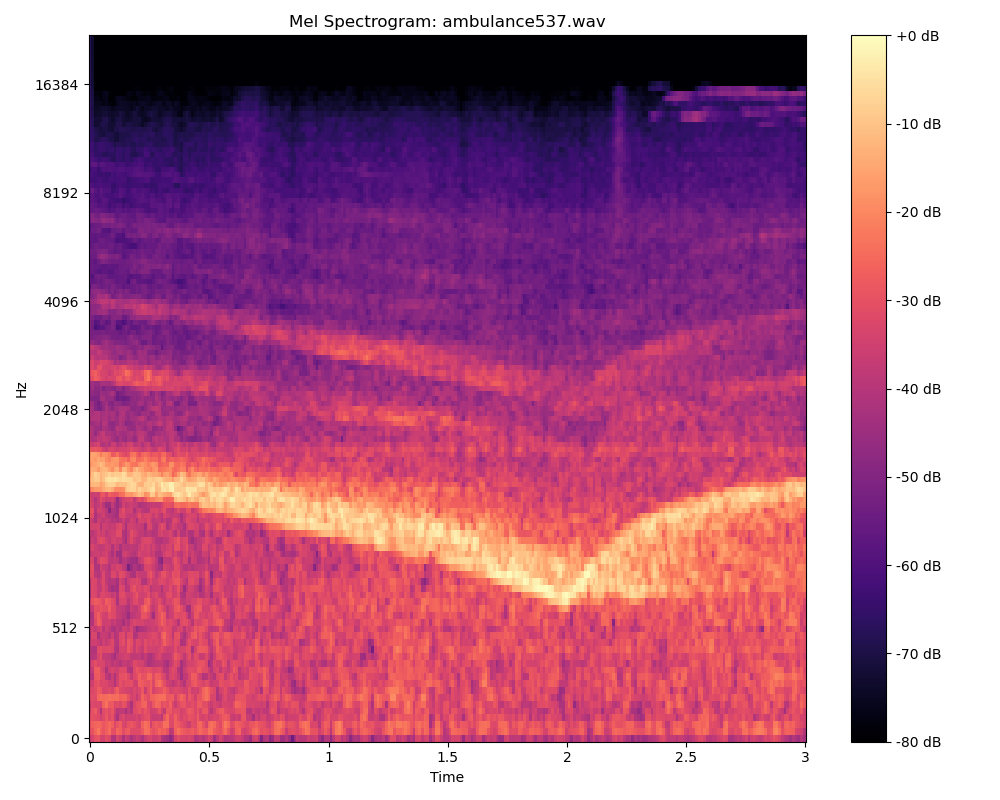 Mel Spectrogram: ambulance537.wav
Hz
16384
8192
4096
2048
1024
512
0
0 0.5 1 1.5 2 2.5 3
Time
+0 dB
-10 dB
-20 dB
-30 dB
-40 dB
-50 dB
-60 dB
-70 dB
-80 dB